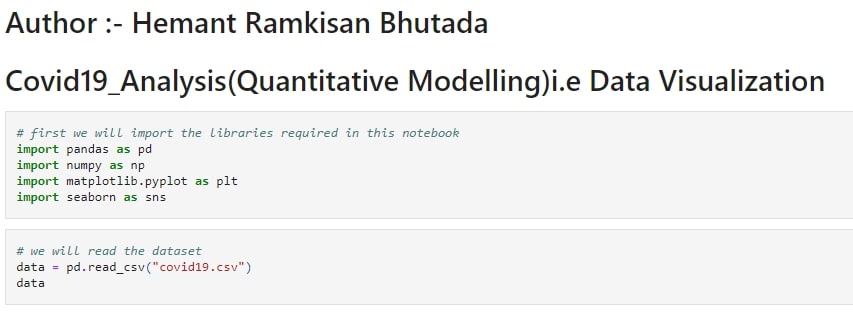 Author :- Hemant Ramkisan Bhutada
Covid19_Analysis(Quantitative Modelling)i.e Data Visualization
# first we will import the libraries required in this notebook
import pandas as pd
import numpy as np
import matplotlib.pyplot as plt
import seaborn as sns
# we will read the dataset
data = pd.read_csv("covid19.csv")
data